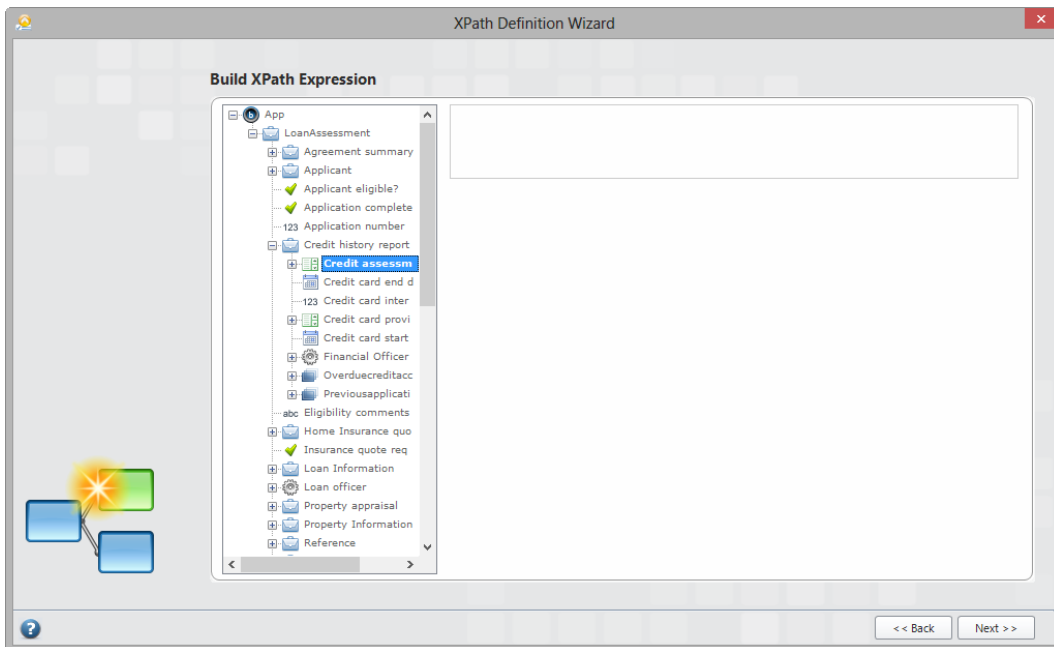 XPath Definition Wizard
Build XPath Expression
App
LoanAssessment
Agreement summary
Applicant
Applicant eligible?
Application complete
123 Application number
Credit history report
Credit assessm
Credit card end d
123 Credit card inter
Credit card provi
Credit card start
Financial Officer
Overduecreditacc
Previousapplicati
abc Eligibility comments
Home Insurance quo
Insurance quote req
Loan Information
Loan officer
Property appraisal
Property Information
Reference
<< Back Next >>